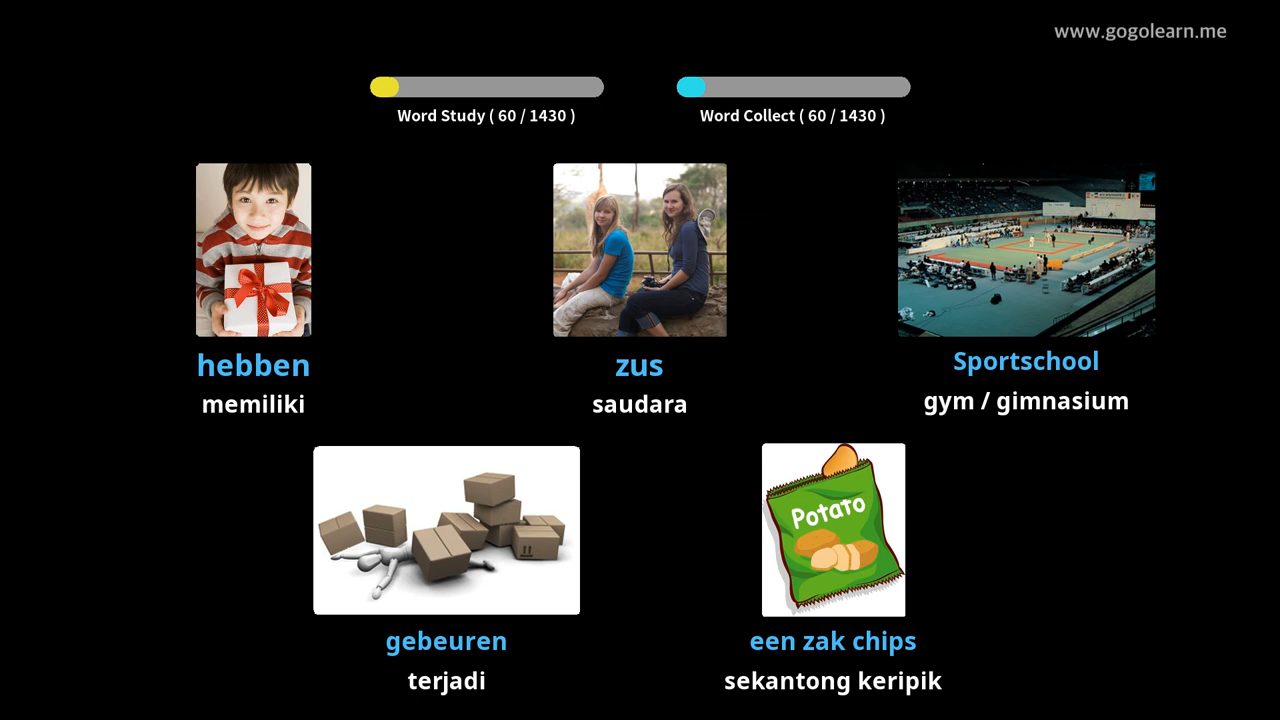 www.gogolearn.me
Word Study ( 60 / 1430 )
Word Collect ( 60 / 1430 )
hebben
memiliki
zus
saudara
Sportschool
gym / gimnasium
Potato
gebeuren
terjadi
een zak chips
sekantong keripik